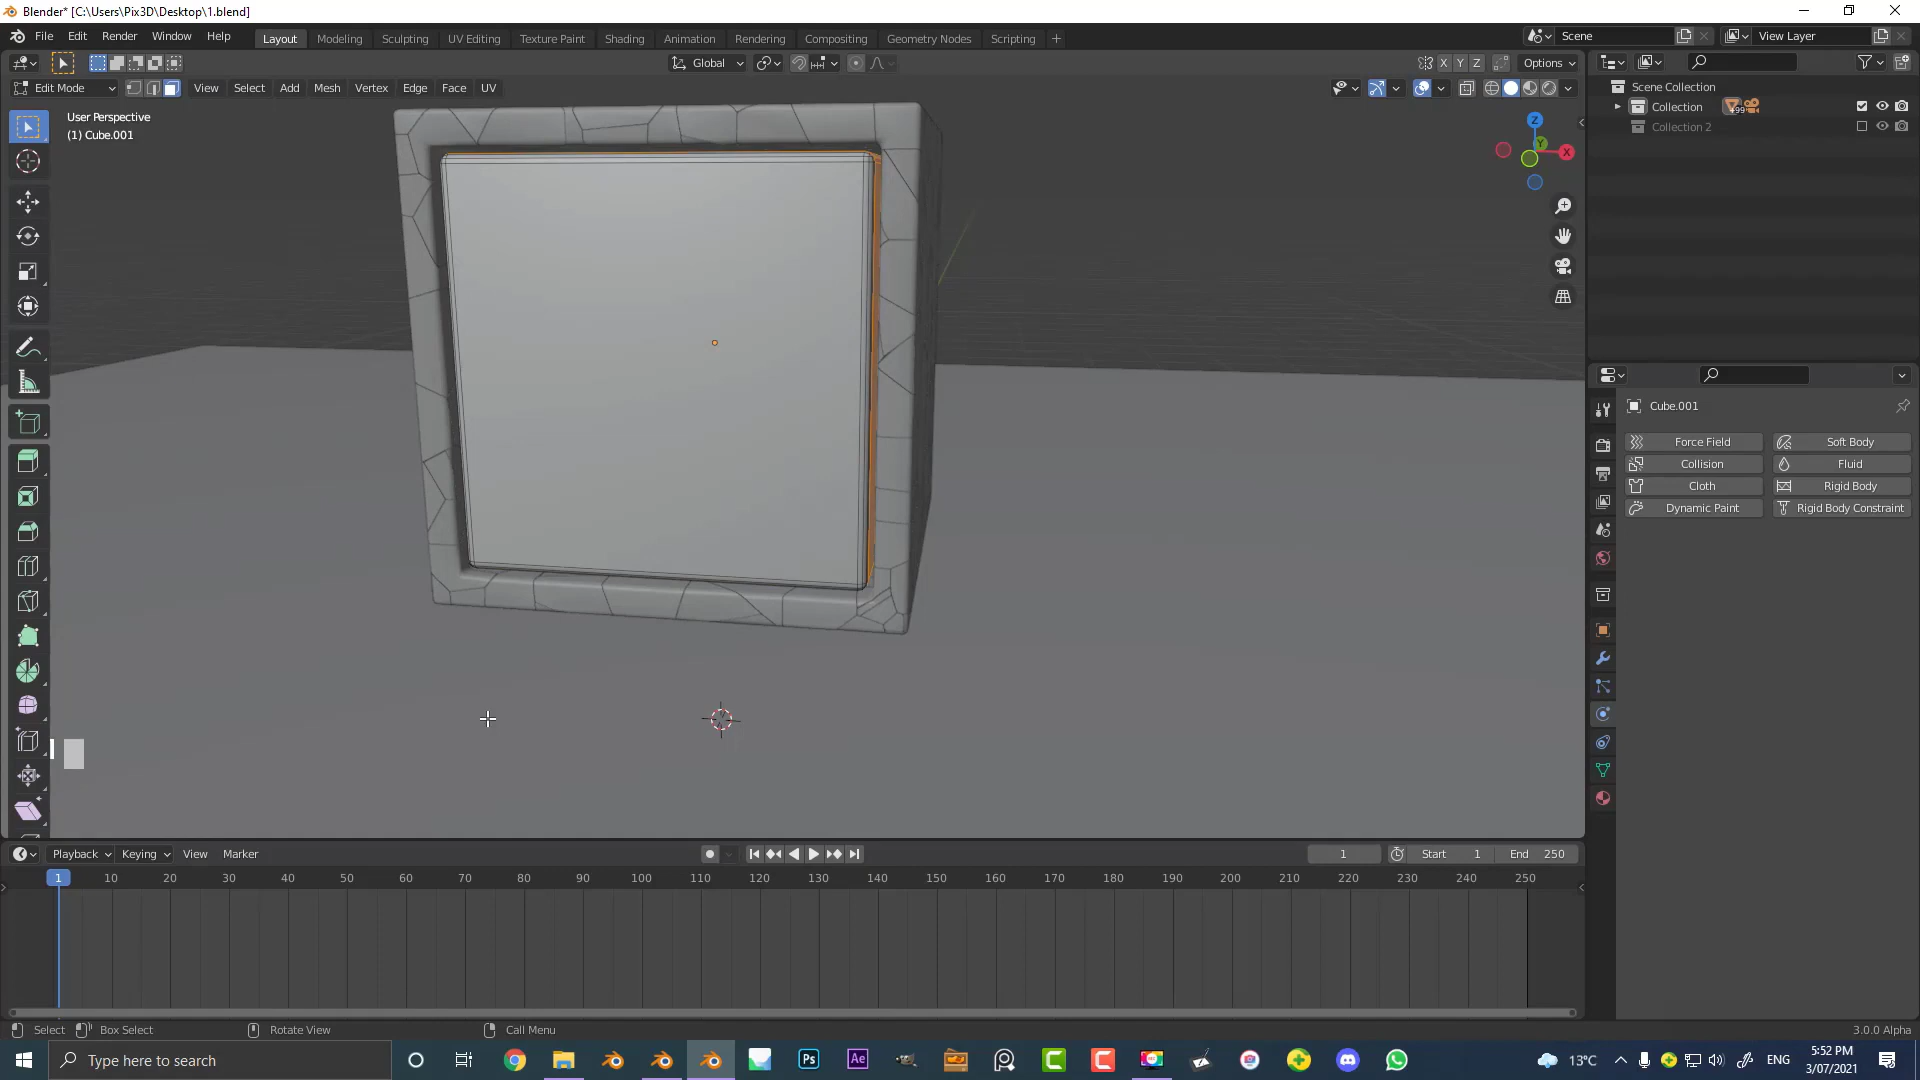 Blender* [C:\Users\Pix3D\Desktop\1.blend]
File Edit Render Window Help Layout Modeling Sculpting UV Editing Texture Paint Shading Animation Rendering Compositing Geometry Nodes Scripting + Scene View Layer
Global X Y Z Options
Edit Mode View Select Add Mesh Vertex Edge Face UV
User Perspective
(1) Cube.001
Scene Collection
Collection
Collection 2
Z
Y
X
Cube.001
Force Field Soft Body
Collision Fluid
Cloth Rigid Body
Dynamic Paint Rigid Body Constraint
Playback Keying View Marker 1 Start 1 End 250
1 10 20 30 40 50 60 70 80 90 100 110 120 130 140 150 160 170 180 190 200 210 220 230 240 250
Select Box Select Rotate View Call Menu 3.0.0 Alpha
Type here to search Ps Ae 13°C ENG 5:52 PM
3/07/2021